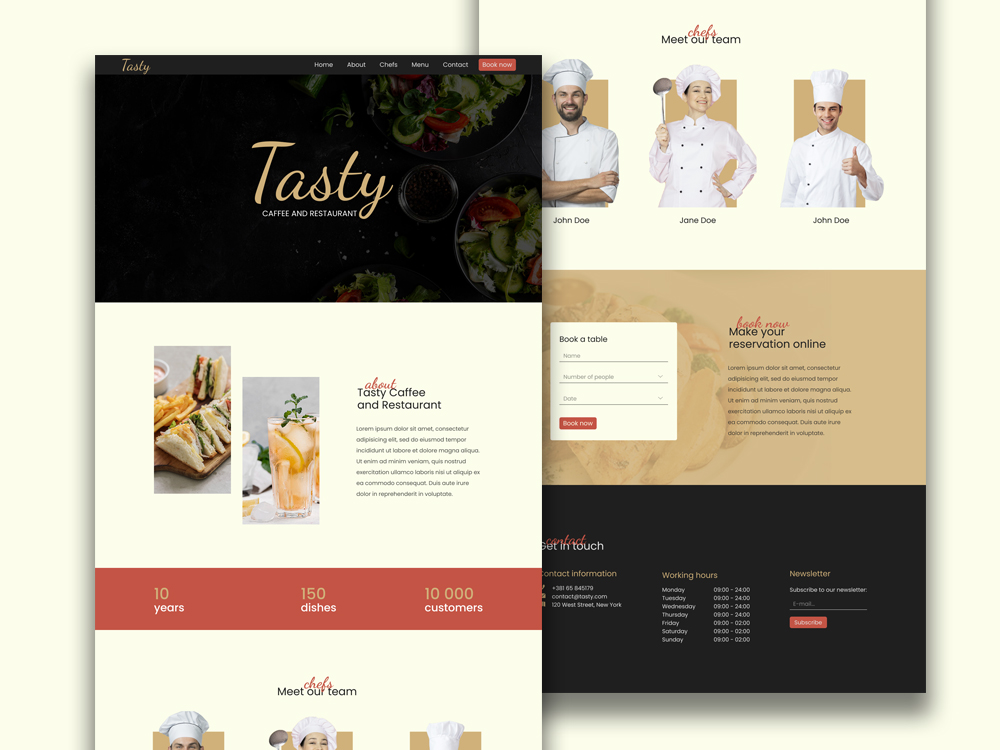 Tasty
Home
About
Chefs
Menu
Contact
Book now
Tasty
CAFFEE AND RESTAURANT
about
Tasty Caffee
and Restaurant
Lorem ipsum dolor sit amet, consectetur
adipisicing elit, sed do eiusmod tempor
incididunt ut labore et dolore magna aliqua.
Ut enim ad minim veniam, quis nostrud
exercitation ullamco laboris nisi ut aliquip ex
ea commodo consequat. Duis aute irure
dolor in reprehenderit in voluptate.
10
years
150
dishes
10 000
customers
chefs
Meet our team
chefs
Meet our team
John Doe
Jane Doe
John Doe
Book a table
Name
Number of people
Date
Book now
book now
Make your
reservation online
Lorem ipsum dolor sit amet, consectetur
adipisicing elit, sed do eiusmod tempor
incididunt ut labore et dolore magna aliqua.
Ut enim ad minim veniam, quis nostrud
exercitation ullamco laboris nisi ut aliquip ex
ea commodo consequat. Duis aute irure
dolor in reprehenderit in voluptate.
contact
Get in touch
contact information
+381 65 845179
contact@tasty.com
120 West Street, New York
Working hours
Monday 09:00 - 24:00
Tuesday 09:00 - 24:00
Wednesday 09:00 - 24:00
Thursday 09:00 - 24:00
Friday 09:00 - 02:00
Saturday 09:00 - 02:00
Sunday 09:00 - 02:00
Newsletter
Subscribe to our newsletter:
E-mail...
Subscribe